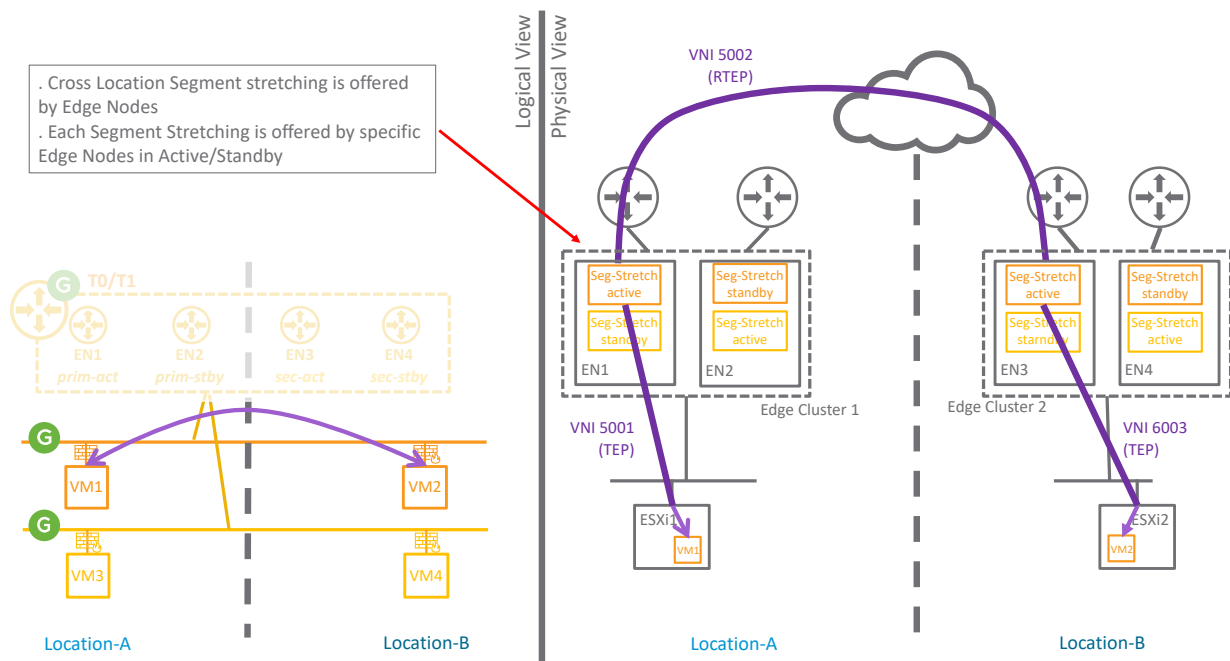 . Cross Location Segment stretching is offered
by Edge Nodes
. Each Segment Stretching is offered by specific
Edge Nodes in Active/Standby
G
T0/T1
EN1
EN2
EN3
EN4
prim-act
prim-stby
sec-act
sec-stby
G
VM1
VM2
G
VM3
VM4
Location-A
Location-B
Logical View
Physical View
VNI 5002
(RTEP)
Seg-Stretch
active
Seg-Stretch
standby
EN1
Seg-Stretch
standby
Seg-Stretch
active
EN2
Edge Cluster 1
Seg-Stretch
active
Seg-Stretch
starndby
EN3
Seg-Stretch
standby
Seg-Stretch
active
EN4
Edge Cluster 2
VNI 5001
(TEP)
VNI 6003
(TEP)
ESXi1
VM1
ESXi2
VM2
Location-A
Location-B